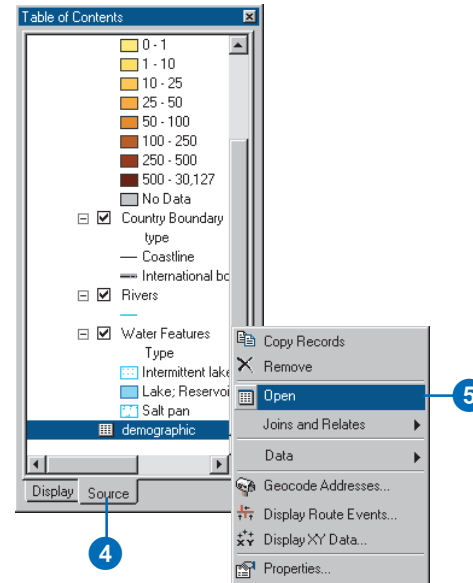 Table of Contents
0 - 1
1 - 10
10 - 25
25 - 50
50 - 100
100 - 250
250 - 500
500 - 30,127
No Data
Country Boundary
type
Coastline
International bo
Rivers
Water Features
Type
Intermittent lake
Lake; Reservoi
Salt pan
demographic
Display
Source
4
Copy Records
Remove
Open
5
Joins and Relates
Data
Geocode Addresses...
Display Route Events...
Display XY Data...
Properties...